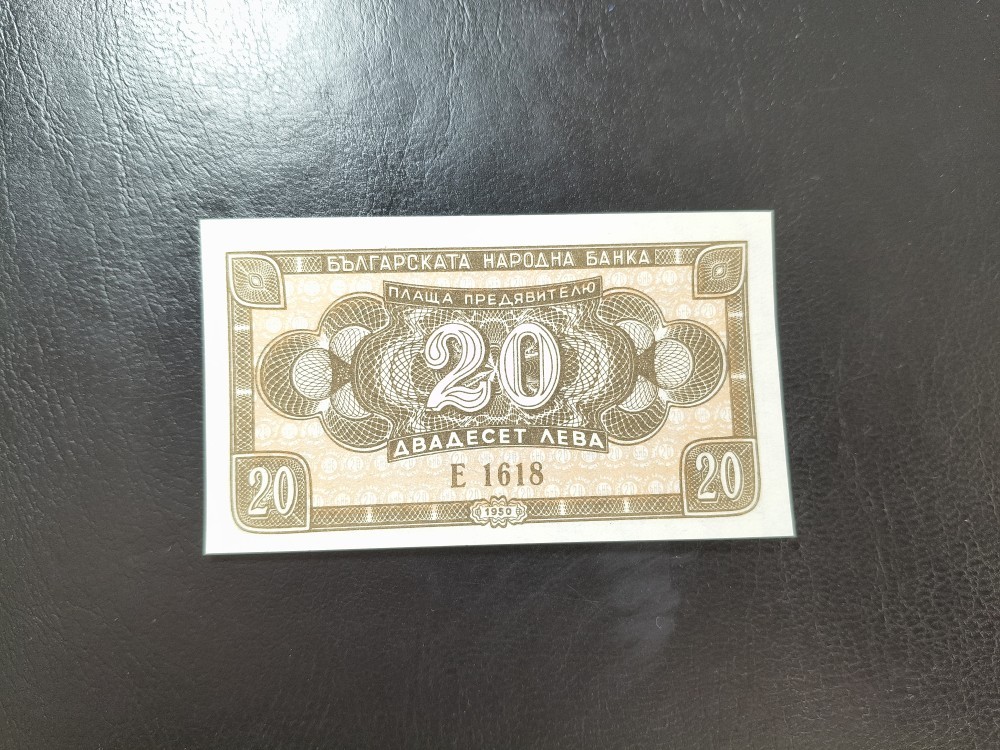 БЪЛГАРСКАТА НАРОДНА БАНКА
ПЛАЩА ПРЕДЯВИТЕЛЮ
20
ДВАДЕСЕТ ЛЕВА
Е 1618
20
20
1950